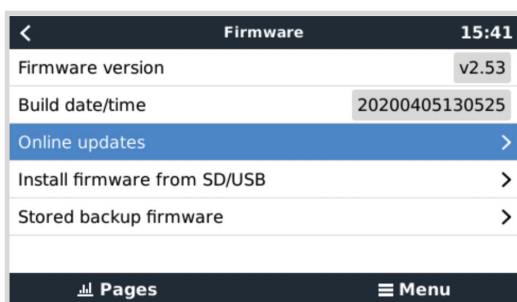 Firmware 15:41
Firmware version v2.53
Build date/time 20200405130525
Online updates
Install firmware from SD/USB
Stored backup firmware
Pages Menu